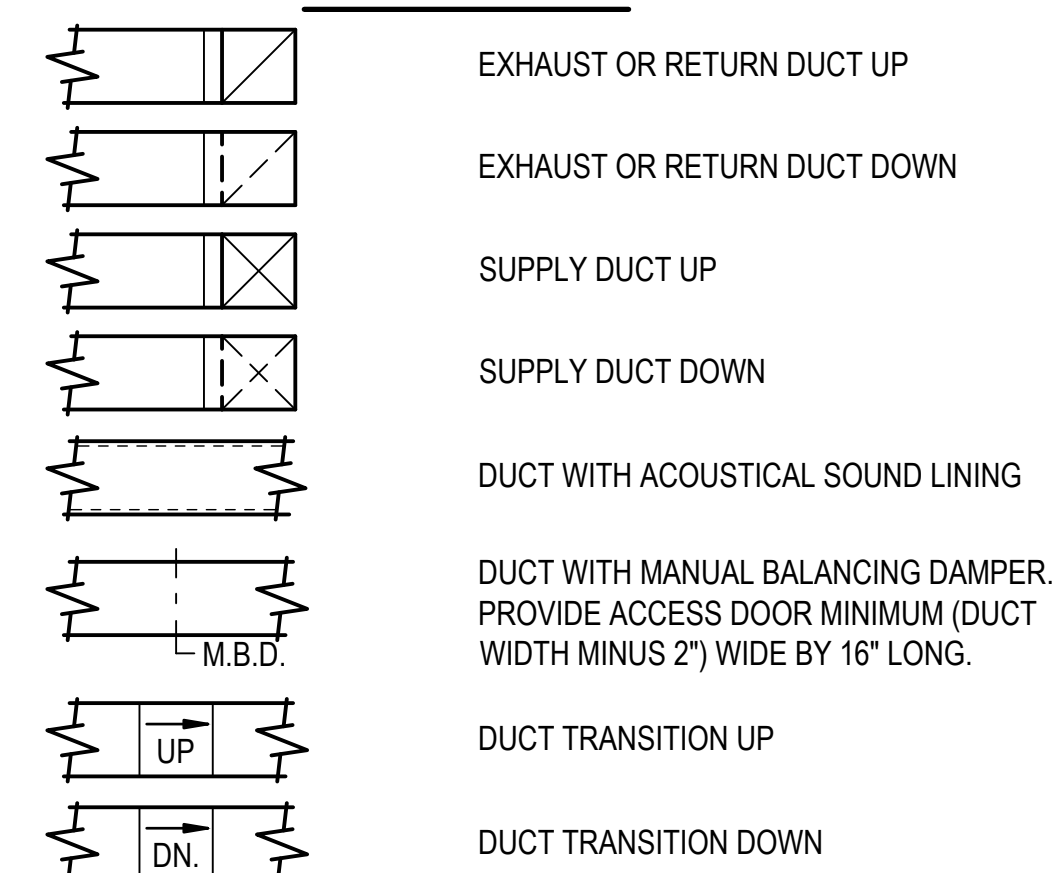 EXHAUST OR RETURN DUCT UP
EXHAUST OR RETURN DUCT DOWN
SUPPLY DUCT UP
SUPPLY DUCT DOWN
DUCT WITH ACOUSTICAL SOUND LINING
DUCT WITH MANUAL BALANCING DAMPER.
PROVIDE ACCESS DOOR MINIMUM (DUCT
WIDTH MINUS 2") WIDE BY 16" LONG.
M.B.D.
UP
DUCT TRANSITION UP
DN.
DUCT TRANSITION DOWN